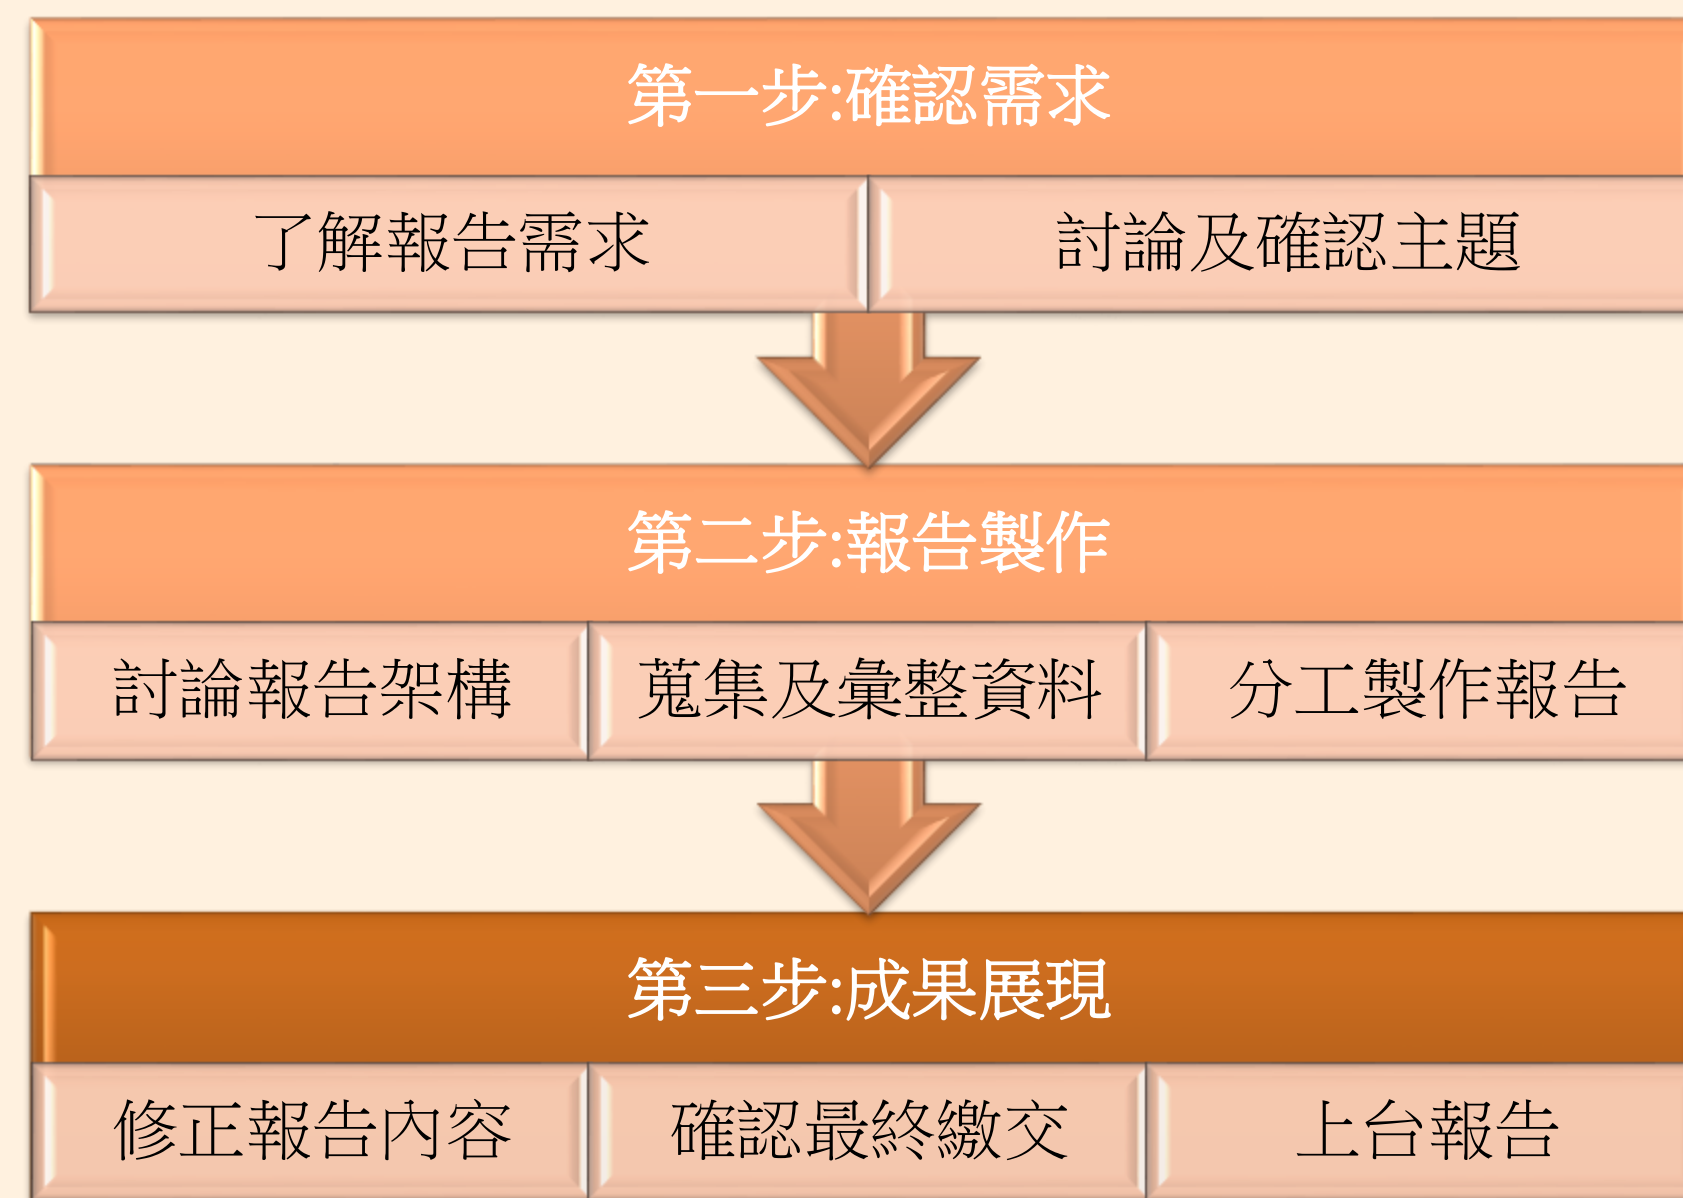 第一步:確認需求
了解報告需求
討論及確認主題
第二步:報告製作
討論報告架構
蒐集及彙整資料
分工製作報告
第三步:成果展現
修正報告內容
確認最終繳交
上台報告